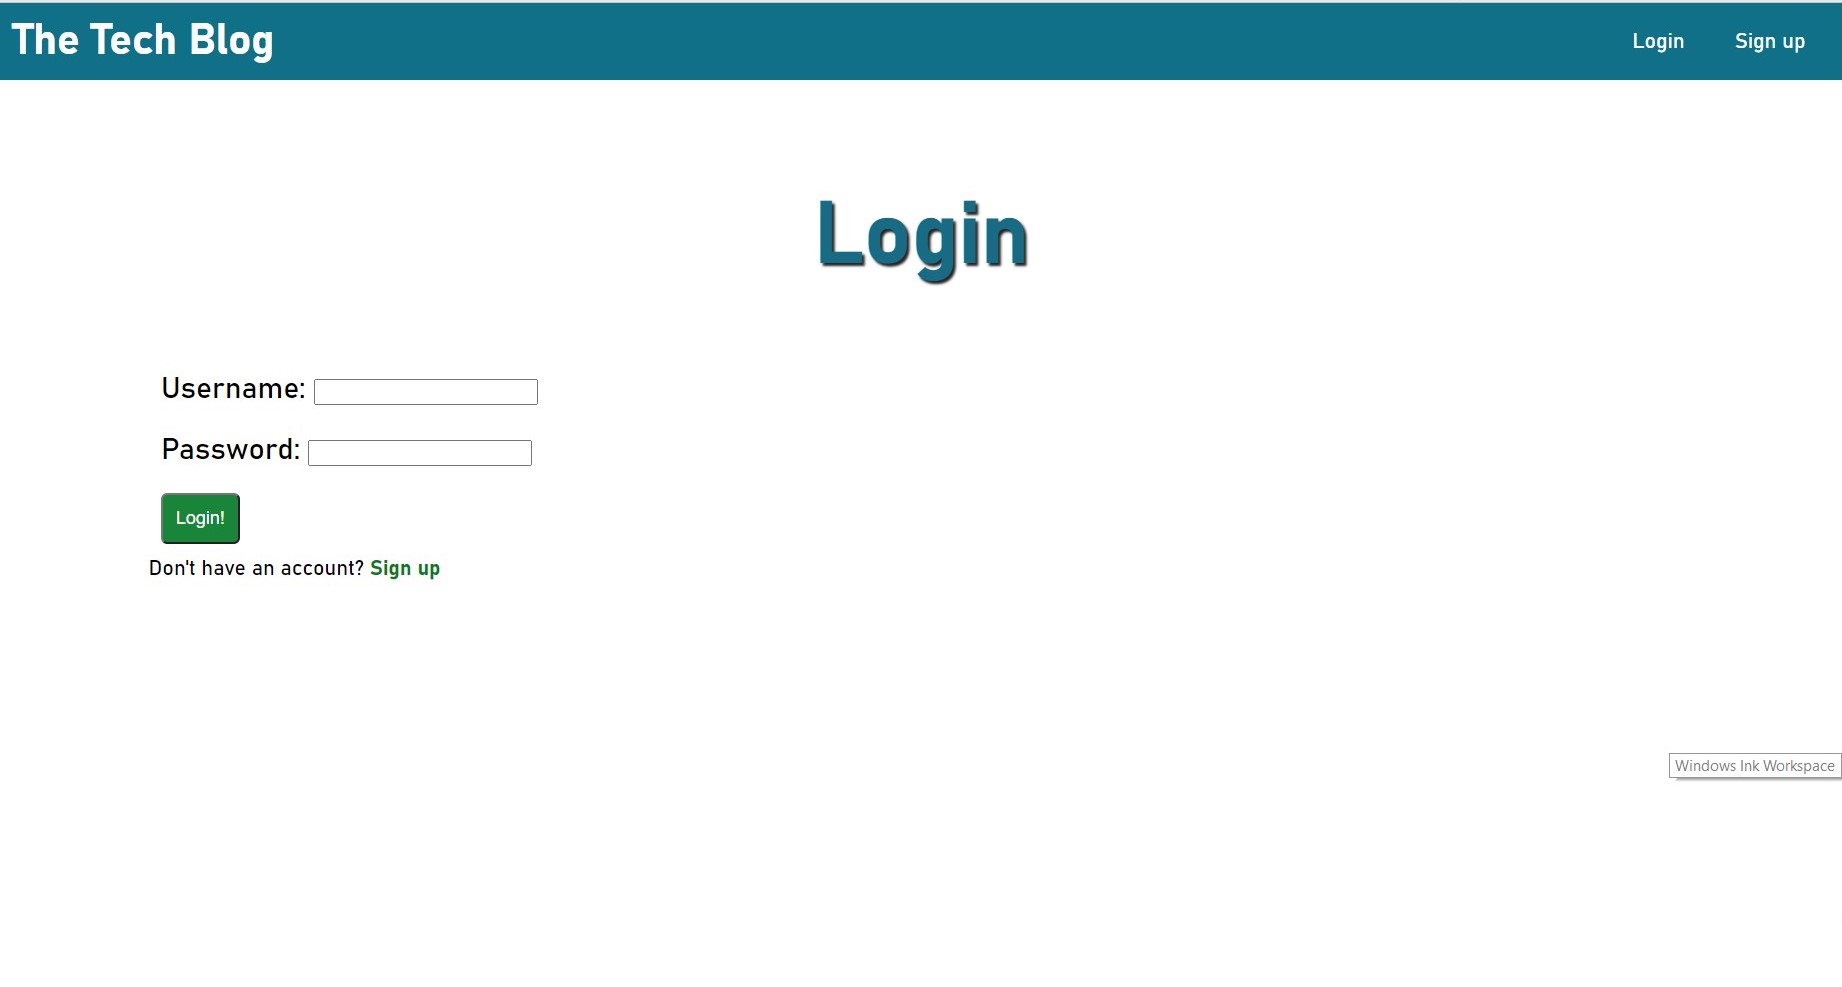 The Tech Blog
Login Sign up
Login
Username:
Password:
Login!
Don't have an account? Sign up
Windows Ink Workspace